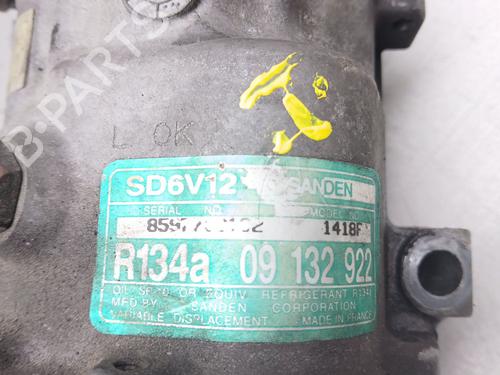 B-PARTS
L OK
SD6V12 SANDEN
SERIAL NO. MODEL NO.
1418F
R134a 09 132 922
OIL SP-10 OR EQUIV. REFRIGERANT R134a
MFD BY SANDEN CORPORATION
VARIABLE DISPLACEMENT MADE IN FRANCE